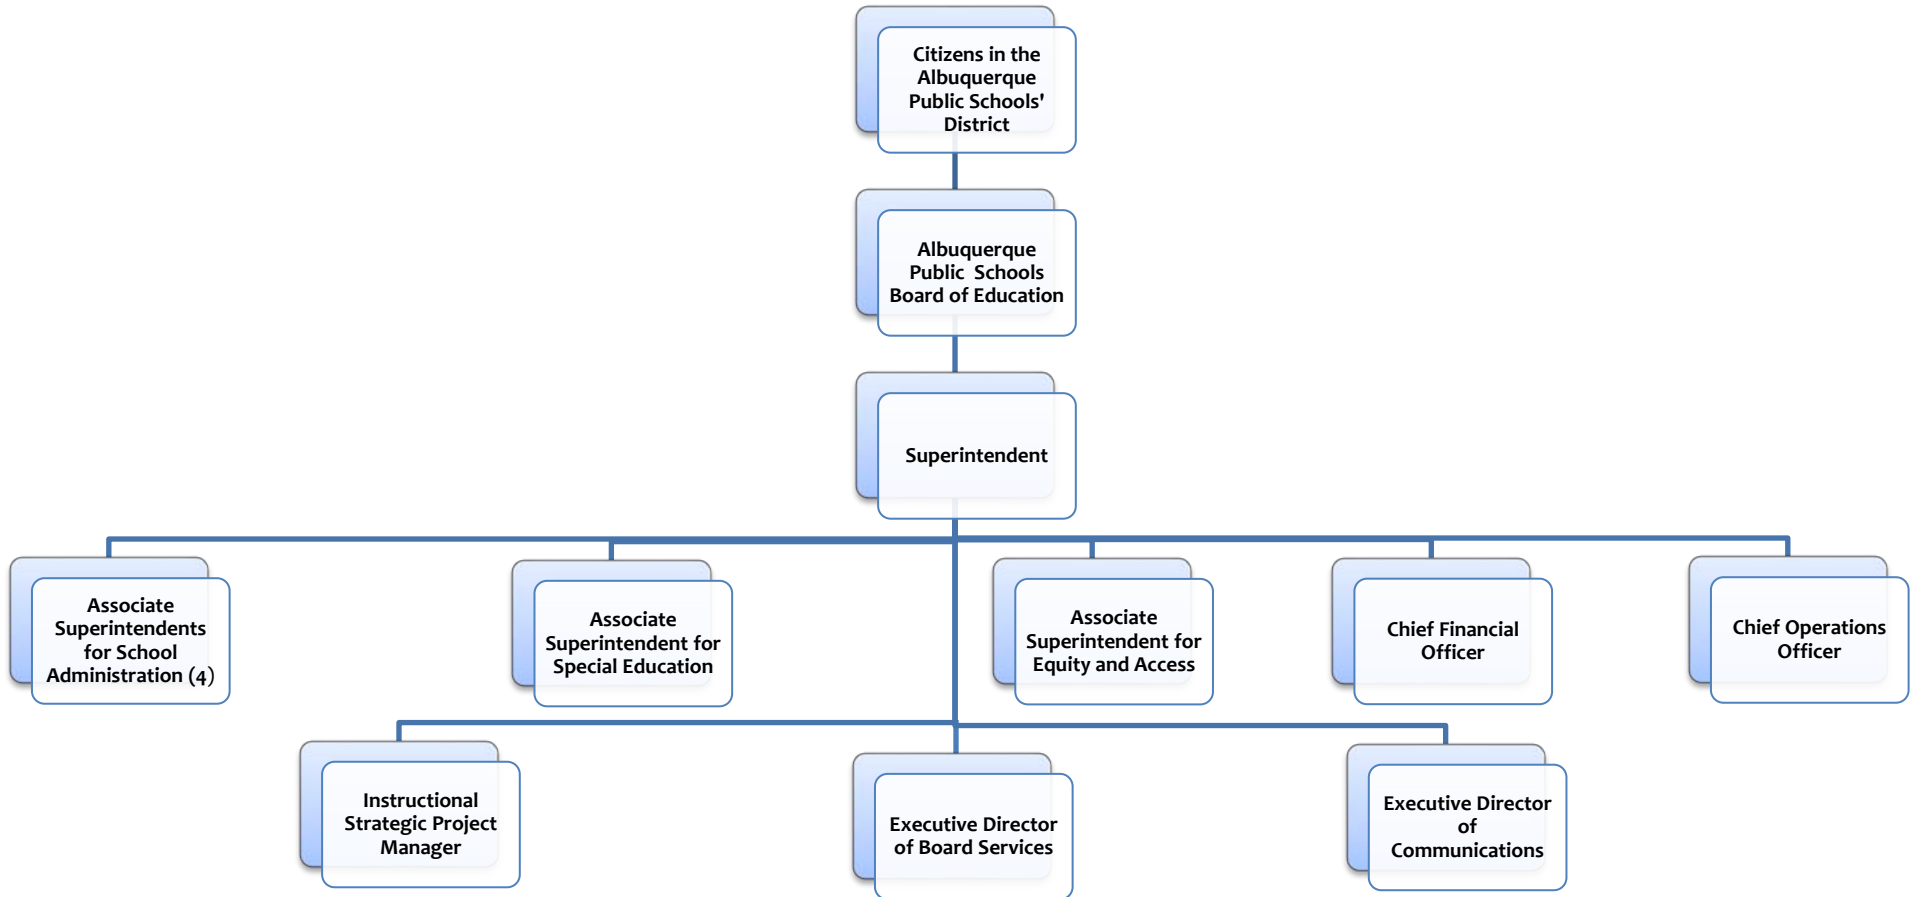 Citizens in the
Albuquerque
Public Schools'
District
Albuquerque
Public Schools
Board of Education
Superintendent
Associate
Superintendents
for School
Administration (4)
Associate
Superintendent for
Special Education
Associate
Superintendent for
Equity and Access
Chief Financial
Officer
Chief Operations
Officer
Instructional
Strategic Project
Manager
Executive Director
of Board Services
Executive Director
of
Communications